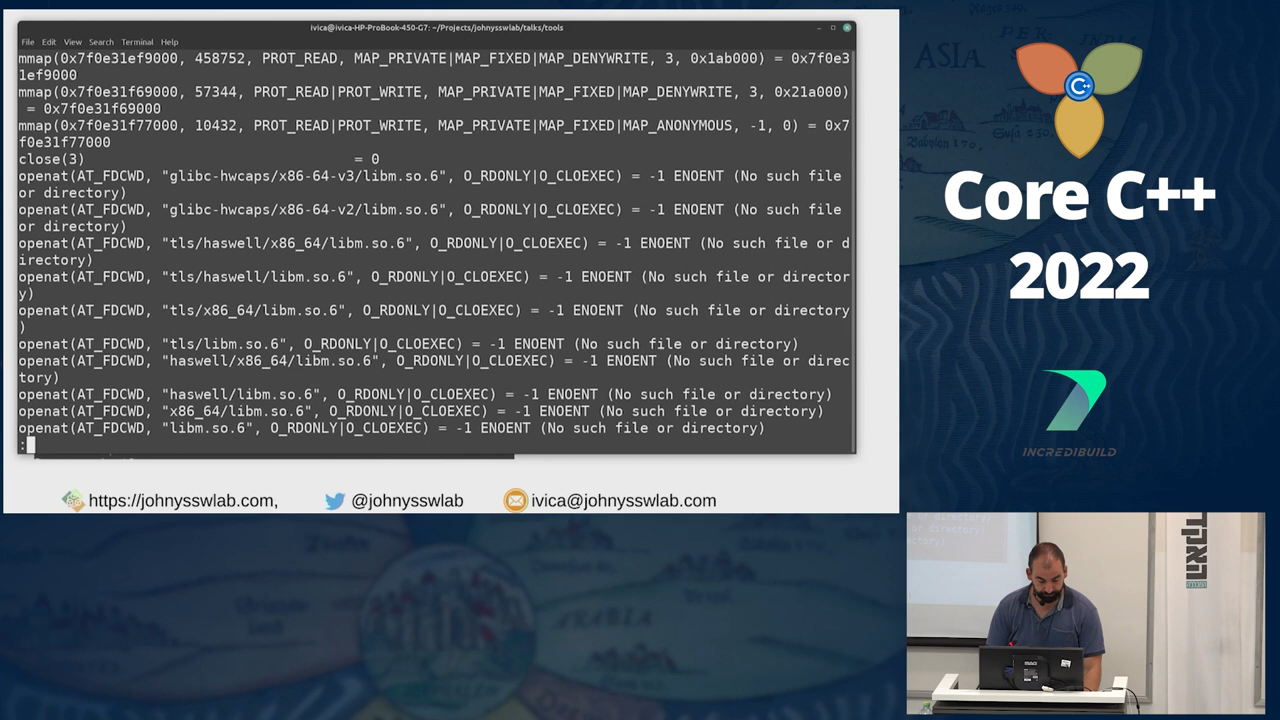 ivica@ivica-HP-ProBook-450-G7: ~/Projects/johnysswlab/talks/tools
File Edit View Search Terminal Help
mmap(0x7f0e31ef9000, 458752, PROT_READ, MAP_PRIVATE|MAP_FIXED|MAP_DENYWRITE, 3, 0x1ab000) = 0x7f0e3
1ef9000
mmap(0x7f0e31f69000, 57344, PROT_READ|PROT_WRITE, MAP_PRIVATE|MAP_FIXED|MAP_DENYWRITE, 3, 0x21a000)
= 0x7f0e31f69000
mmap(0x7f0e31f77000, 10432, PROT_READ|PROT_WRITE, MAP_PRIVATE|MAP_FIXED|MAP_ANONYMOUS, -1, 0) = 0x7
f0e31f77000
close(3) = 0
openat(AT_FDCWD, "glibc-hwcaps/x86-64-v3/libm.so.6", O_RDONLY|O_CLOEXEC) = -1 ENOENT (No such file
or directory)
openat(AT_FDCWD, "glibc-hwcaps/x86-64-v2/libm.so.6", O_RDONLY|O_CLOEXEC) = -1 ENOENT (No such file
or directory)
openat(AT_FDCWD, "tls/haswell/x86_64/libm.so.6", O_RDONLY|O_CLOEXEC) = -1 ENOENT (No such file or d
irectory)
openat(AT_FDCWD, "tls/haswell/libm.so.6", O_RDONLY|O_CLOEXEC) = -1 ENOENT (No such file or director
y)
openat(AT_FDCWD, "tls/x86_64/libm.so.6", O_RDONLY|O_CLOEXEC) = -1 ENOENT (No such file or directory
)
openat(AT_FDCWD, "tls/libm.so.6", O_RDONLY|O_CLOEXEC) = -1 ENOENT (No such file or directory)
openat(AT_FDCWD, "haswell/x86_64/libm.so.6", O_RDONLY|O_CLOEXEC) = -1 ENOENT (No such file or direc
tory)
openat(AT_FDCWD, "haswell/libm.so.6", O_RDONLY|O_CLOEXEC) = -1 ENOENT (No such file or directory)
openat(AT_FDCWD, "x86_64/libm.so.6", O_RDONLY|O_CLOEXEC) = -1 ENOENT (No such file or directory)
openat(AT_FDCWD, "libm.so.6", O_RDONLY|O_CLOEXEC) = -1 ENOENT (No such file or directory)
:
https://johnysswlab.com, @johnysswlab ivica@johnysswlab.com
ASIA
C++
Core C++
2022
INCREDIBUILD
האקד